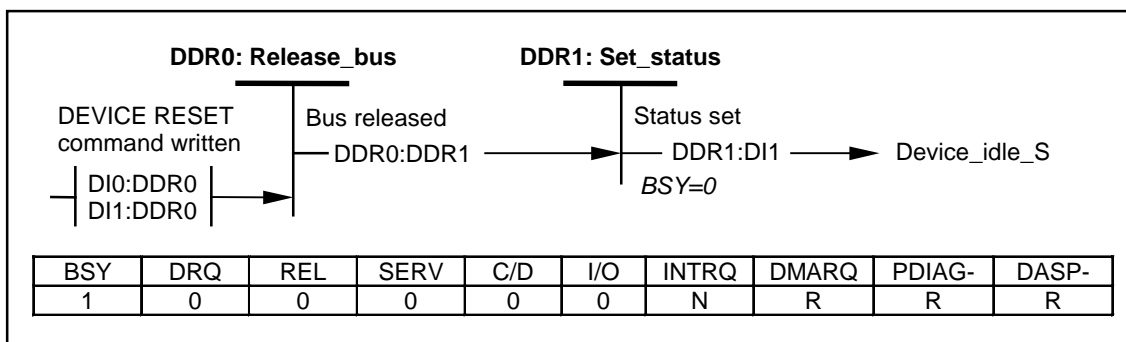 DDR0: Release_bus DDR1: Set_status
DEVICE RESET
command written
Bus released
Status set
DDR0:DDR1
DDR1:DI1
Device_idle_S
DI0:DDR0
DI1:DDR0
BSY=0
BSY DRQ REL SERV C/D I/O INTRQ DMARQ PDIAG- DASP-
1 0 0 0 0 0 N R R R